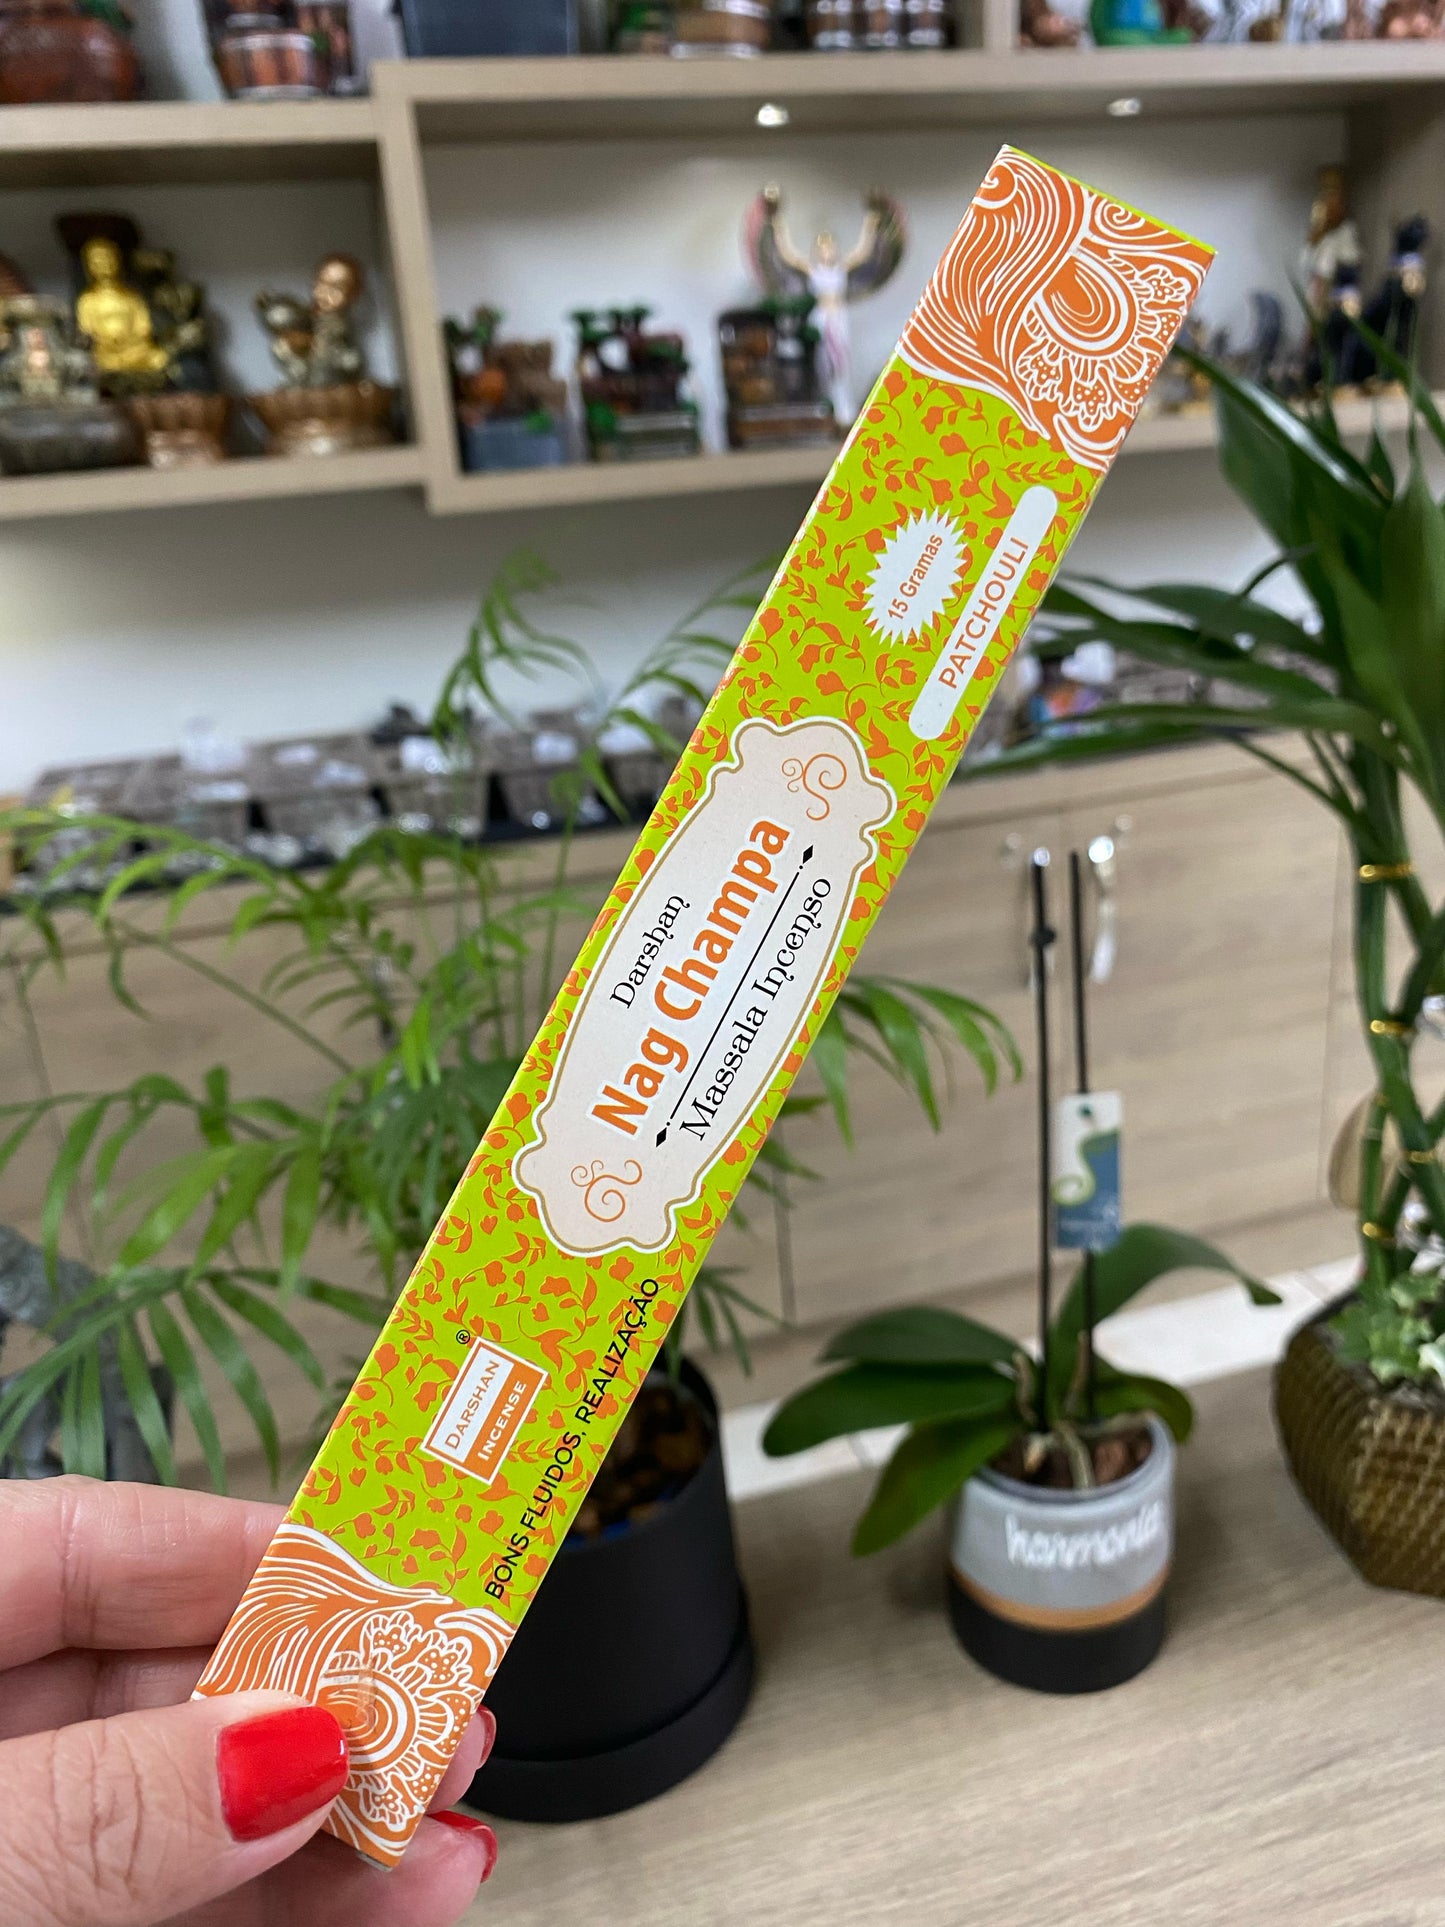 15 Gramas
PATCHOULI
Darshan
Nag Champa
Massala Incenso
DARSHAN
INCENSE
®
BONS FLUIDOS, REALIZAÇÃO
harmonia